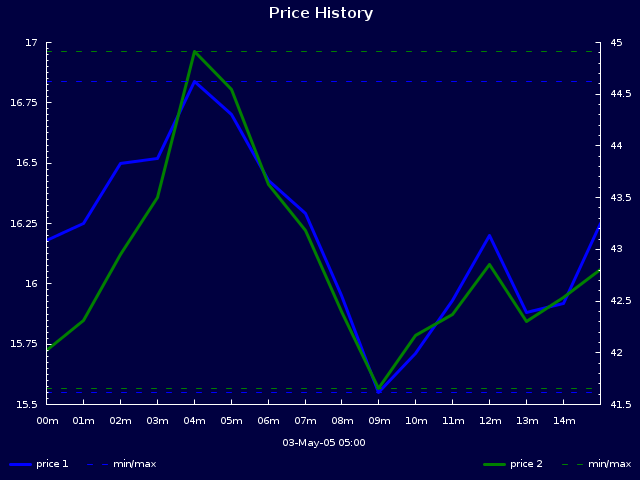 Price History
17 45
16.75 44.5
16.5 44
16.25 43.5
16 43
15.75 42.5
15.5 42
41.5
00m 01m 02m 03m 04m 05m 06m 07m 08m 09m 10m 11m 12m 13m 14m
03-May-05 05:00
price 1 min/max price 2 min/max